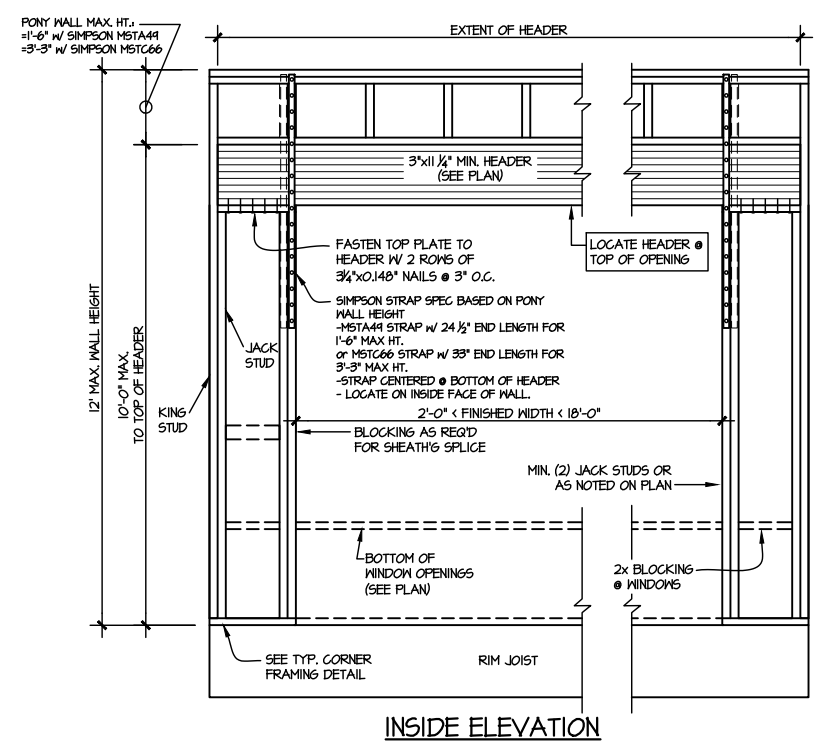 PONY WALL MAX. HT.:
=1'-6" W/ SIMPSON MSTA49
=3'-3" W/ SIMPSON MSTC66
EXTENT OF HEADER
3"x11 1/4" MIN. HEADER
(SEE PLAN)
FASTEN TOP PLATE TO
HEADER W/ 2 ROWS OF
3 1/4"x0.148" NAILS @ 3" O.C.
LOCATE HEADER @
TOP OF OPENING
SIMPSON STRAP SPEC BASED ON PONY
WALL HEIGHT
-MSTA49 STRAP w/ 24 1/2" END LENGTH FOR
1'-6" MAX HT.
or MSTC66 STRAP w/ 33" END LENGTH FOR
3'-3" MAX HT.
-STRAP CENTERED @ BOTTOM OF HEADER
- LOCATE ON INSIDE FACE OF WALL.
12' MAX. WALL HEIGHT
10'-0" MAX.
TO TOP OF HEADER
JACK
STUD
KING
STUD
2'-0" < FINISHED WIDTH < 18'-0"
BLOCKING AS REQ'D
FOR SHEATH'G SPLICE
MIN. (2) JACK STUDS OR
AS NOTED ON PLAN
BOTTOM OF
WINDOW OPENINGS
(SEE PLAN)
2x BLOCKING
@ WINDOWS
SEE TYP. CORNER
FRAMING DETAIL
RIM JOIST
INSIDE ELEVATION